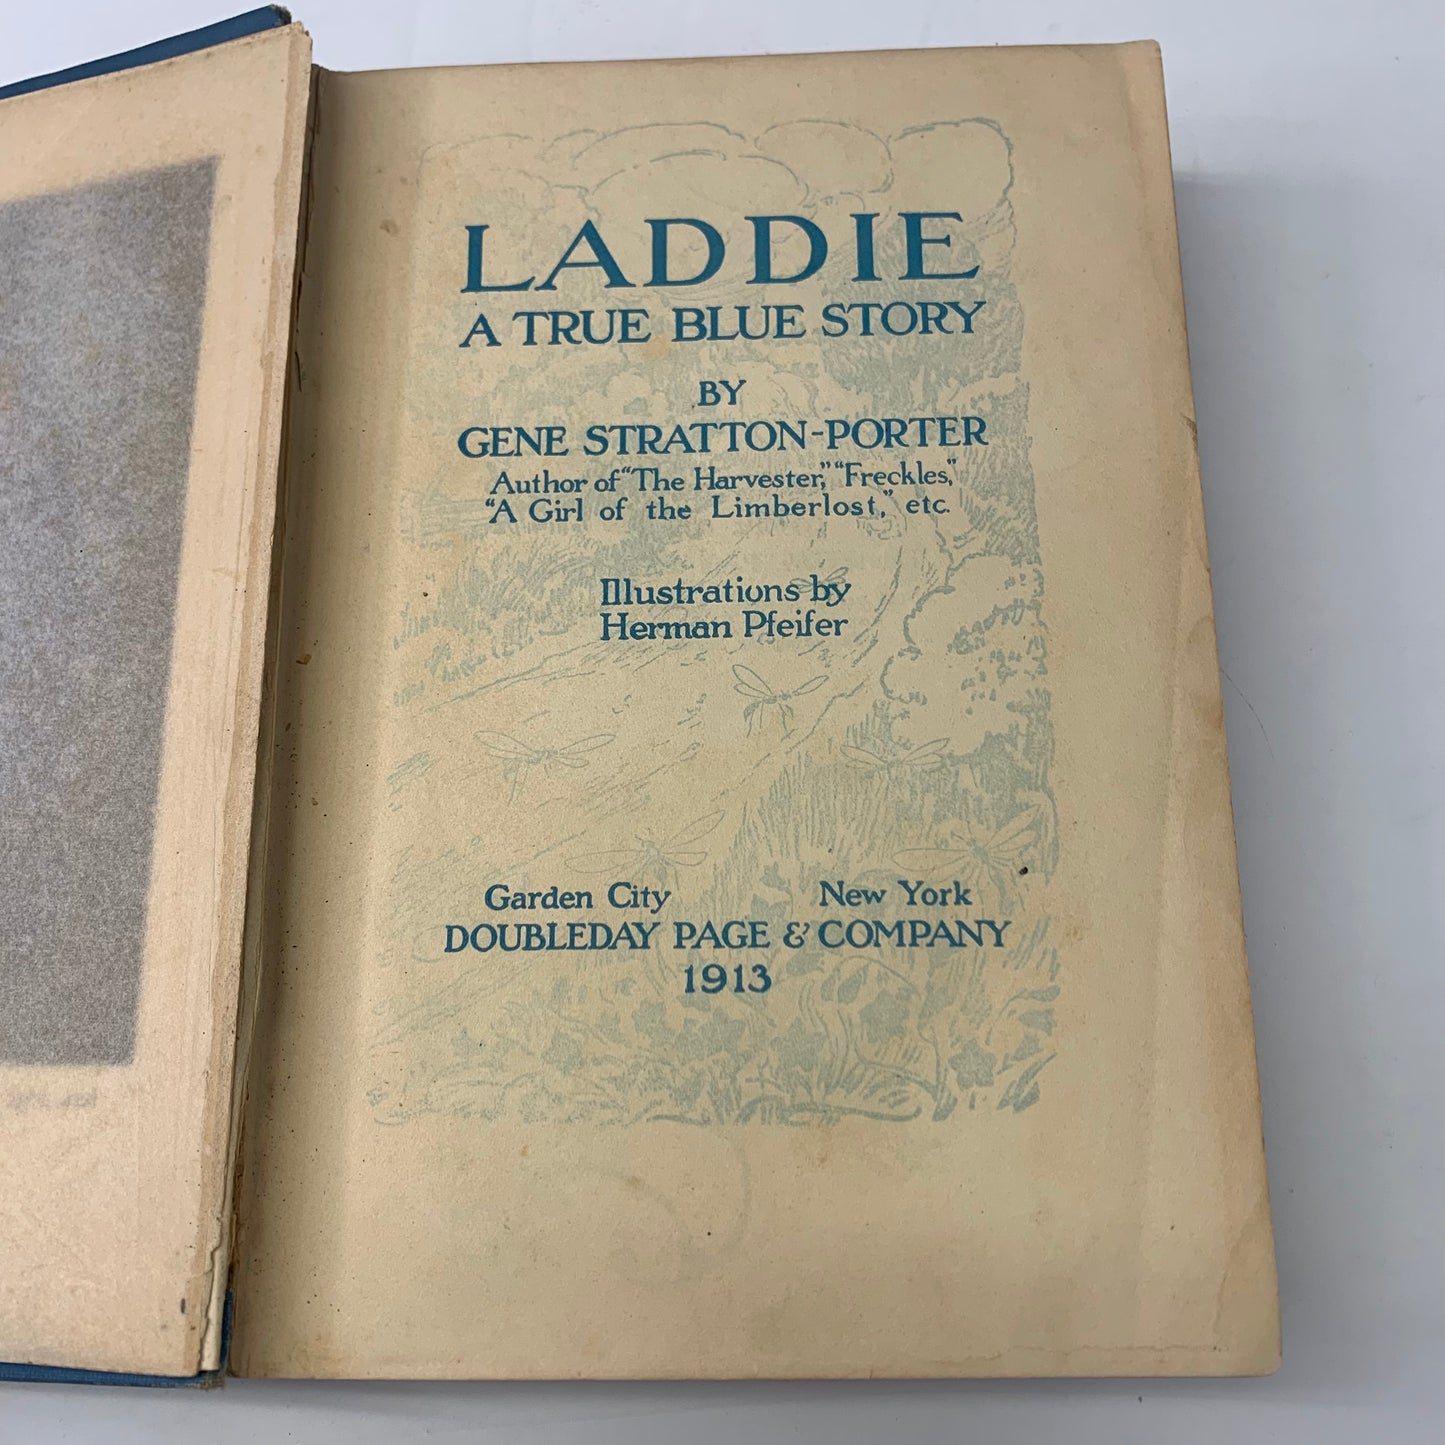 LADDIE
A TRUE BLUE STORY
BY
GENE STRATTON-PORTER
Author of "The Harvester," "Freckles,"
"A Girl of the Limberlost," etc.
Illustrations by
Herman Pfeifer
Garden City New York
DOUBLEDAY PAGE & COMPANY
1913